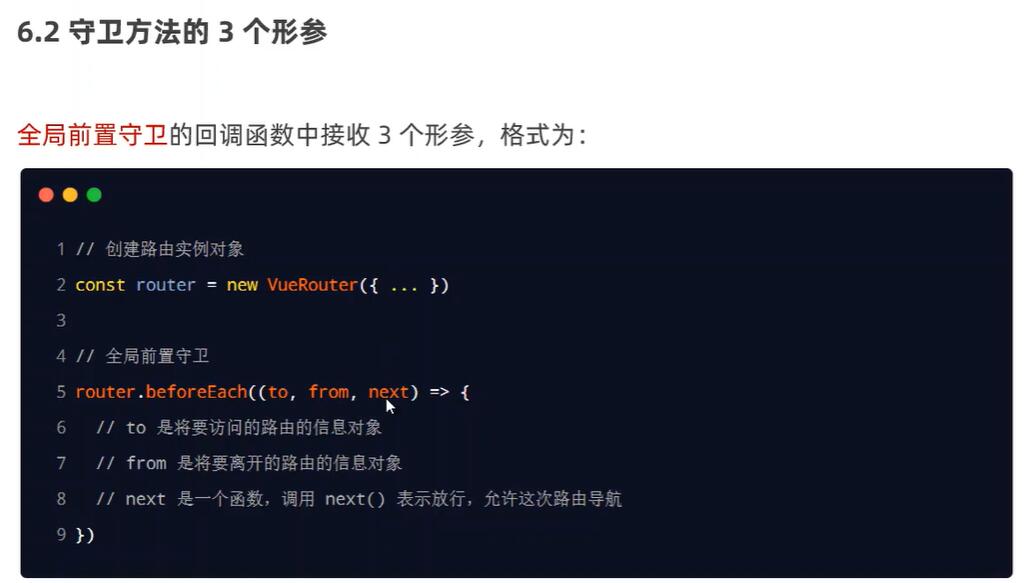 6.2 守卫方法的 3 个形参
全局前置守卫的回调函数中接收 3 个形参，格式为：
1 // 创建路由实例对象
2 const router = new VueRouter({ ... })
3
4 // 全局前置守卫
5 router.beforeEach((to, from, next) => {
6   // to 是将要访问的路由的信息对象
7   // from 是将要离开的路由的信息对象
8   // next 是一个函数，调用 next() 表示放行，允许这次路由导航
9 })